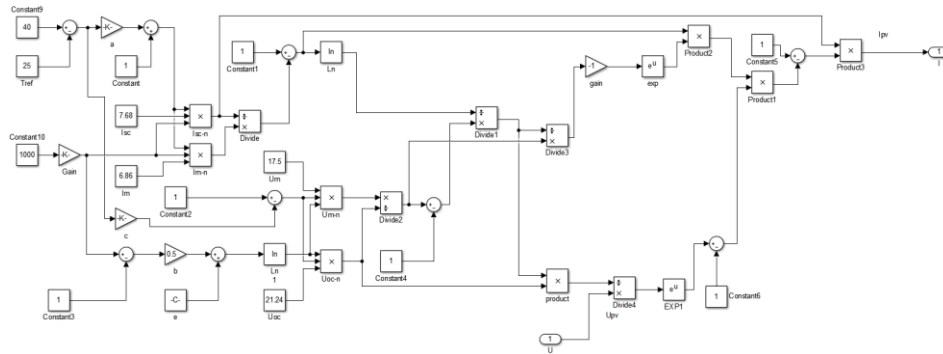 Constant9
40
-K-
a
25
Tref
1
Constant
Constant10
1000
-K-
Gain
7.68
Isc
×
Isc-n
÷
×
Divide
6.86
Im
×
Im-n
1
Constant1
ln
Ln
17.5
Um
1
Constant2
-K-
c
×
Um-n
×
÷
Divide2
1
Constant3
0.5
b
-C-
e
ln
Ln
1
×
Uoc-n
21.24
Uoc
1
Constant4
÷
×
Divide1
÷
×
Divide3
-1
gain
eᵘ
exp
×
Product2
1
Constant5
×
Product1
×
Product3
Ipv
1
I
×
product
÷
×
Divide4
Upv
1
U
eᵘ
EXP1
1
Constant6